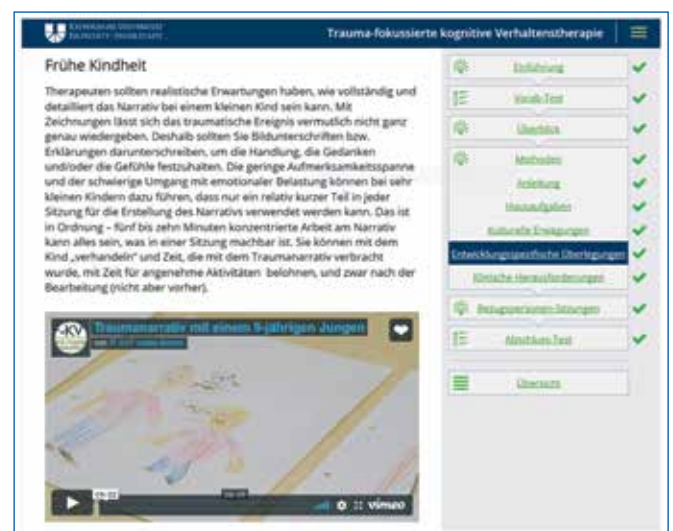 KATHOLISCHE UNIVERSITÄT
EICHSTÄTT-INGOLSTADT
Trauma-fokussierte kognitive Verhaltenstherapie
Frühe Kindheit
Therapeuten sollten realistische Erwartungen haben, wie vollständig und
detailliert das Narrativ bei einem kleinen Kind sein kann. Mit
Zeichnungen lässt sich das traumatische Ereignis vermutlich nicht ganz
genau wiedergeben. Deshalb sollten Sie Bildunterschriften bzw.
Erklärungen darunterschreiben, um die Handlung, die Gedanken
und/oder die Gefühle festzuhalten. Die geringe Aufmerksamkeitsspanne
und der schwierige Umgang mit emotionaler Belastung können bei sehr
kleinen Kindern dazu führen, dass nur ein relativ kurzer Teil in jeder
Sitzung für die Erstellung des Narrativs verwendet werden kann. Das ist
in Ordnung – fünf bis zehn Minuten konzentrierte Arbeit am Narrativ
kann alles sein, was in einer Sitzung machbar ist. Sie können mit dem
Kind „verhandeln“ und Zeit, die mit dem Traumanarrativ verbracht
wurde, mit Zeit für angenehme Aktivitäten belohnen, und zwar nach der
Bearbeitung (nicht aber vorher).
-KV
Traumanarrativ mit einem 9-jährigen Jungen
vimeo
Einführung
Vorab-Test
Überblick
Methoden
Anleitung
Hausaufgaben
Kulturelle Erwägungen
Entwicklungsspezifische Überlegungen
Klinische Herausforderungen
Bezugspersonen-Sitzungen
Abschluss-Test
Übersicht